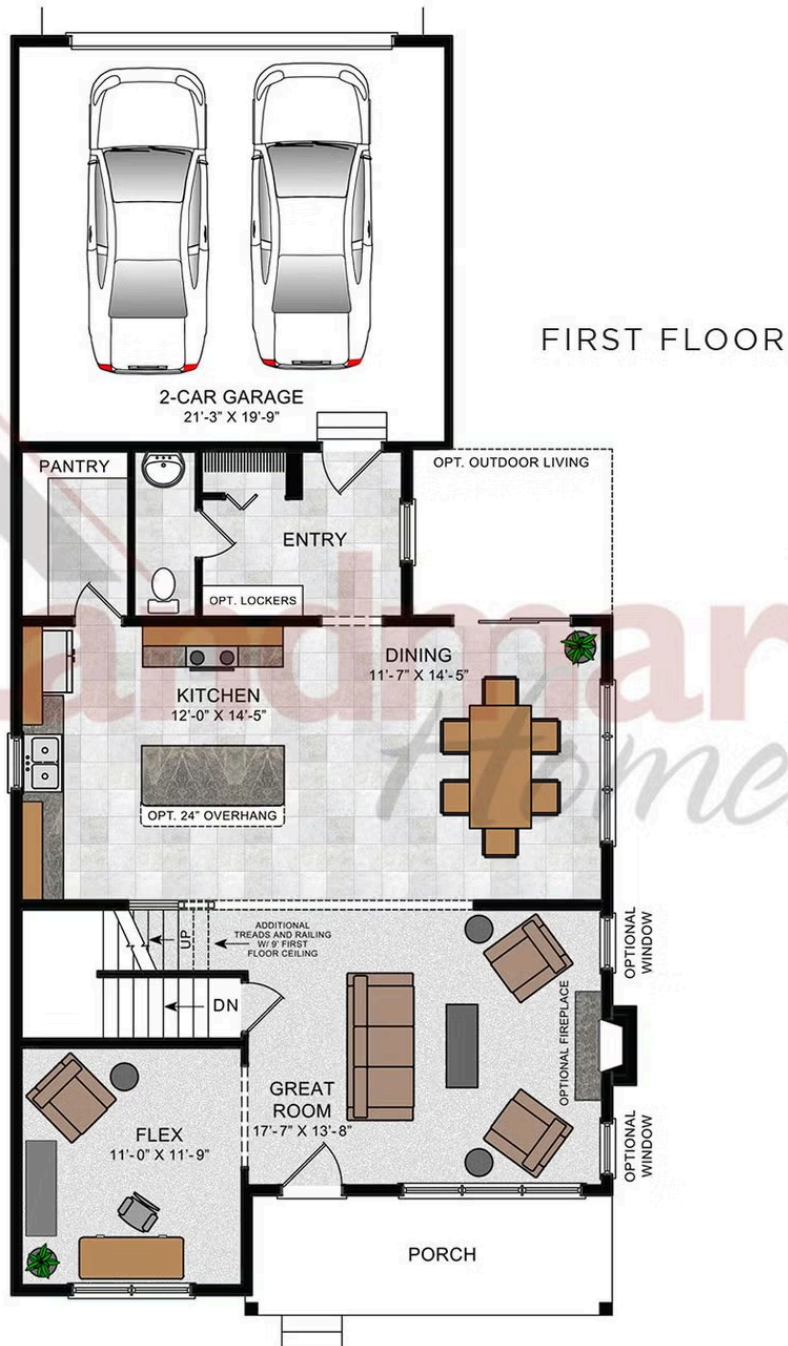 FIRST FLOOR
2-CAR GARAGE
21'-3" X 19'-9"
PANTRY
OPT. OUTDOOR LIVING
ENTRY
OPT. LOCKERS
Landmar
Home
DINING
11'-7" X 14'-5"
KITCHEN
12'-0" X 14'-5"
OPT. 24" OVERHANG
UP
ADDITIONAL
TREADS AND RAILING
W/ 9' FIRST
FLOOR CEILING
OPTIONAL
WINDOW
DN
OPTIONAL FIREPLACE
GREAT
ROOM
17'-7" X 13'-8"
FLEX
11'-0" X 11'-9"
OPTIONAL
WINDOW
PORCH